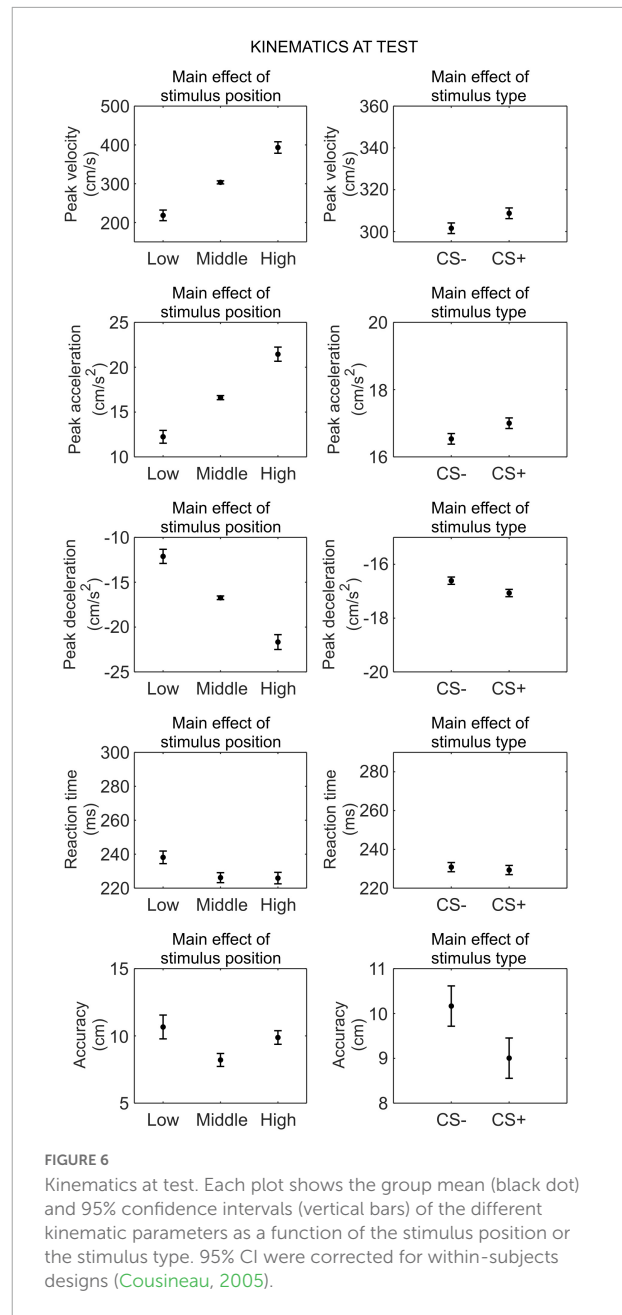 KINEMATICS AT TEST
Main effect of
stimulus position
Peak velocity
(cm/s)
500
400
300
200
Low Middle High
Main effect of
stimulus type
Peak velocity
(cm/s)
360
340
320
300
CS- CS+
Main effect of
stimulus position
Peak acceleration
(cm/s²)
25
20
15
10
Low Middle High
Main effect of
stimulus type
Peak acceleration
(cm/s²)
20
18
16
CS- CS+
Main effect of
stimulus position
Peak deceleration
(cm/s²)
-10
-15
-20
-25
Low Middle High
Main effect of
stimulus type
Peak deceleration
(cm/s²)
-16
-18
-20
CS- CS+
Main effect of
stimulus position
Reaction time
(ms)
300
280
260
240
220
Low Middle High
Main effect of
stimulus type
Reaction time
(ms)
280
260
240
220
CS- CS+
Main effect of
stimulus position
Accuracy
(cm)
15
10
5
Low Middle High
Main effect of
stimulus type
Accuracy
(cm)
11
10
9
8
CS- CS+
FIGURE 6
Kinematics at test. Each plot shows the group mean (black dot)
and 95% confidence intervals (vertical bars) of the different
kinematic parameters as a function of the stimulus position or
the stimulus type. 95% CI were corrected for within-subjects
designs (Cousineau, 2005).